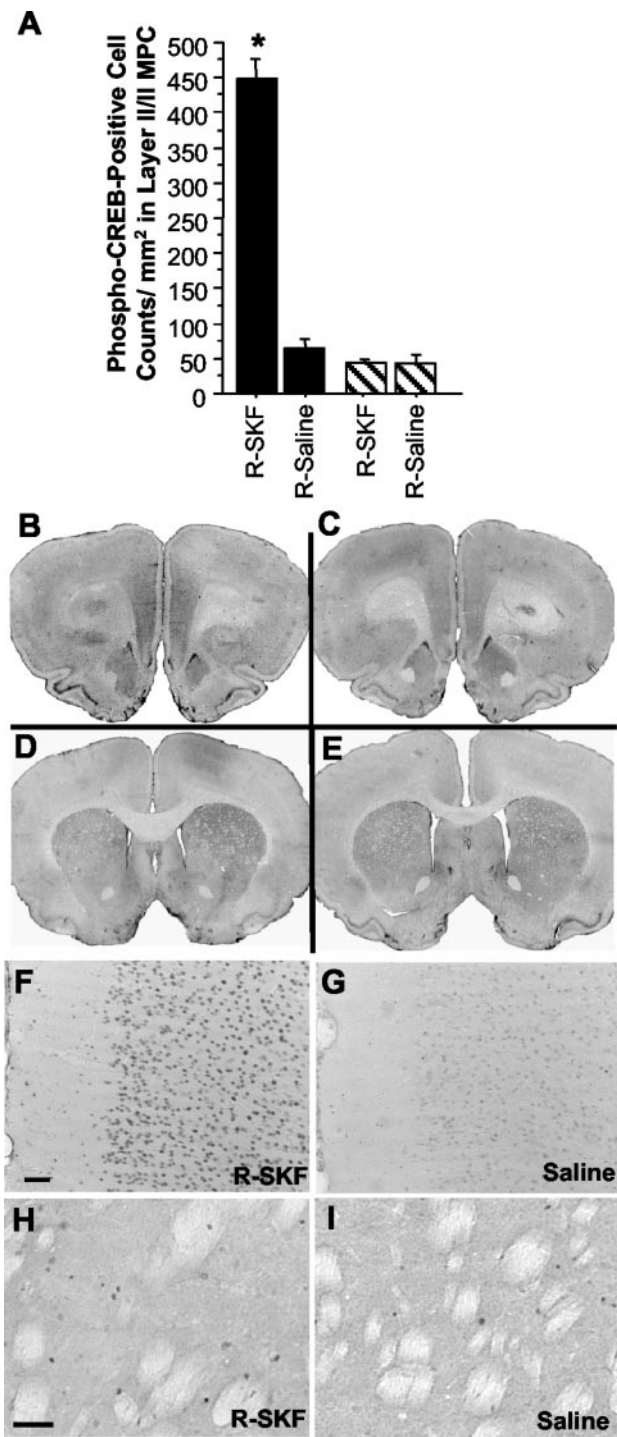 A
Phospho-CREB-Positive Cell
Counts/ mm2 in Layer II/II MPC
500
450
400
350
300
250
200
150
100
50
0
*
R-SKF
R-Saline
R-SKF
R-Saline
B
C
D
E
F
R-SKF
G
Saline
H
R-SKF
I
Saline